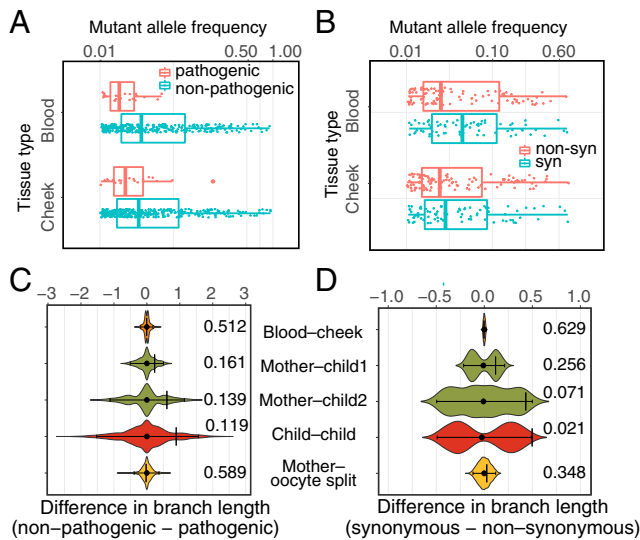 A
Mutant allele frequency
0.01 0.50 1.00
pathogenic
non-pathogenic
Tissue type
Blood
Cheek
B
Mutant allele frequency
0.01 0.10 0.60
non-syn
syn
Tissue type
Blood
Cheek
C
−3 −2 −1 0 1 2 3
0.512
0.161
0.139
0.119
0.589
Difference in branch length
(non−pathogenic − pathogenic)
Blood−cheek
Mother−child1
Mother−child2
Child−child
Mother−
oocyte split
D
−1.0 −0.5 0.0 0.5 1.0
0.629
0.256
0.071
0.021
0.348
Difference in branch length
(synonymous − non−synonymous)